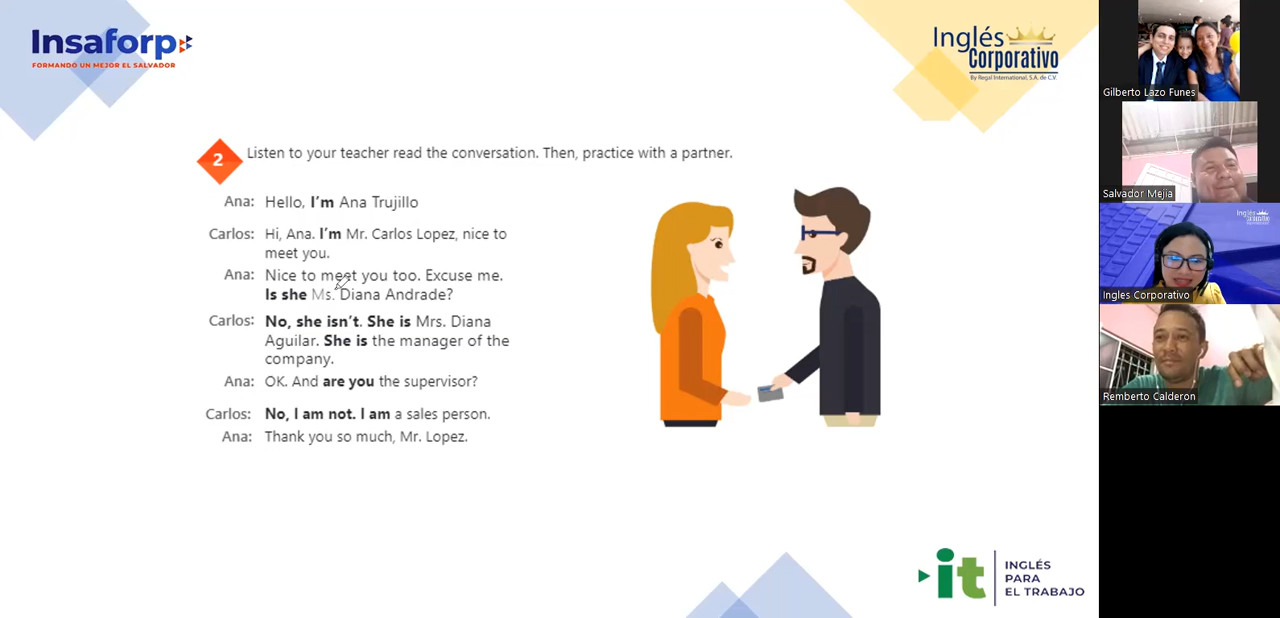 Insaforp
FORMANDO UN MEJOR EL SALVADOR
Inglés
Corporativo
By Regal International, S.A. de C.V.
2
Listen to your teacher read the conversation. Then, practice with a partner.
Ana: Hello, I'm Ana Trujillo
Carlos: Hi, Ana. I'm Mr. Carlos Lopez, nice to
meet you.
Ana: Nice to meet you too. Excuse me.
Is she Ms. Diana Andrade?
Carlos: No, she isn't. She is Mrs. Diana
Aguilar. She is the manager of the
company.
Ana: OK. And are you the supervisor?
Carlos: No, I am not. I am a sales person.
Ana: Thank you so much, Mr. Lopez.
it
INGLÉS
PARA
EL TRABAJO
Gilberto Lazo Funes
Salvador Mejia
Ingles Corporativo
Remberto Calderon